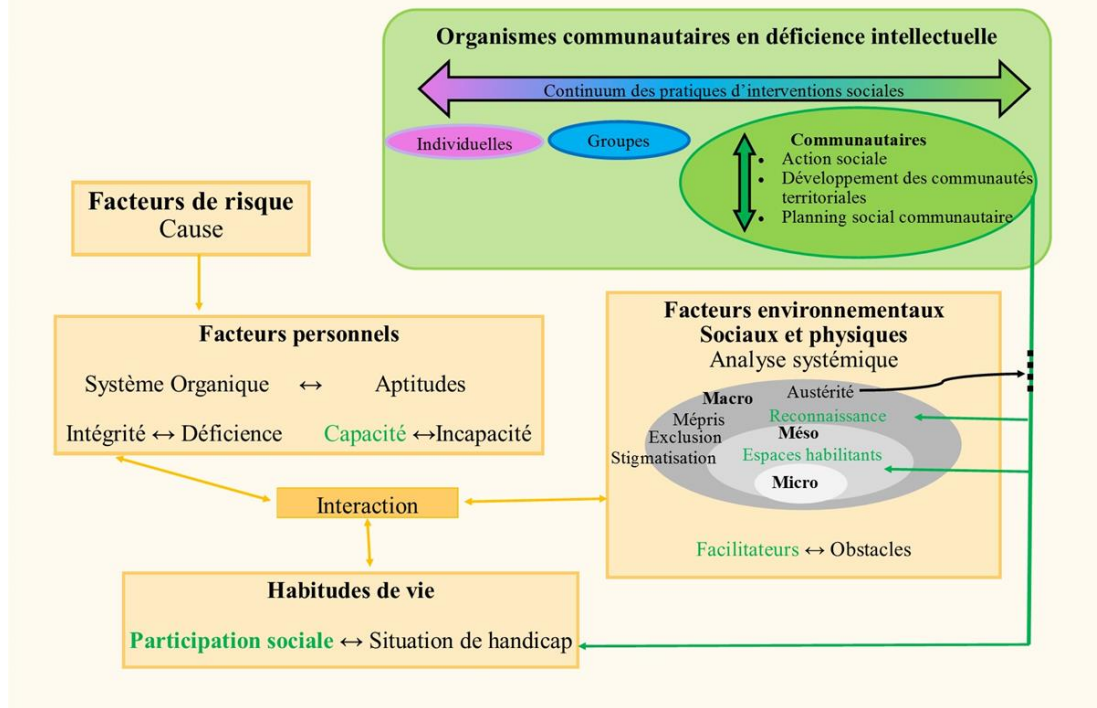 Organismes communautaires en déficience intellectuelle
Continuum des pratiques d'interventions sociales
Individuelles
Groupes
Communautaires
• Action sociale
• Développement des communautés
territoriales
• Planning social communautaire
Facteurs de risque
Cause
Facteurs personnels
Système Organique ↔ Aptitudes
Intégrité ↔ Déficience Capacité ↔Incapacité
Facteurs environnementaux
Sociaux et physiques
Analyse systémique
Macro
Austérité
Mépris
Reconnaissance
Exclusion
Méso
Stigmatisation
Espaces habilitants
Micro
Facilitateurs ↔ Obstacles
Interaction
Habitudes de vie
Participation sociale ↔ Situation de handicap